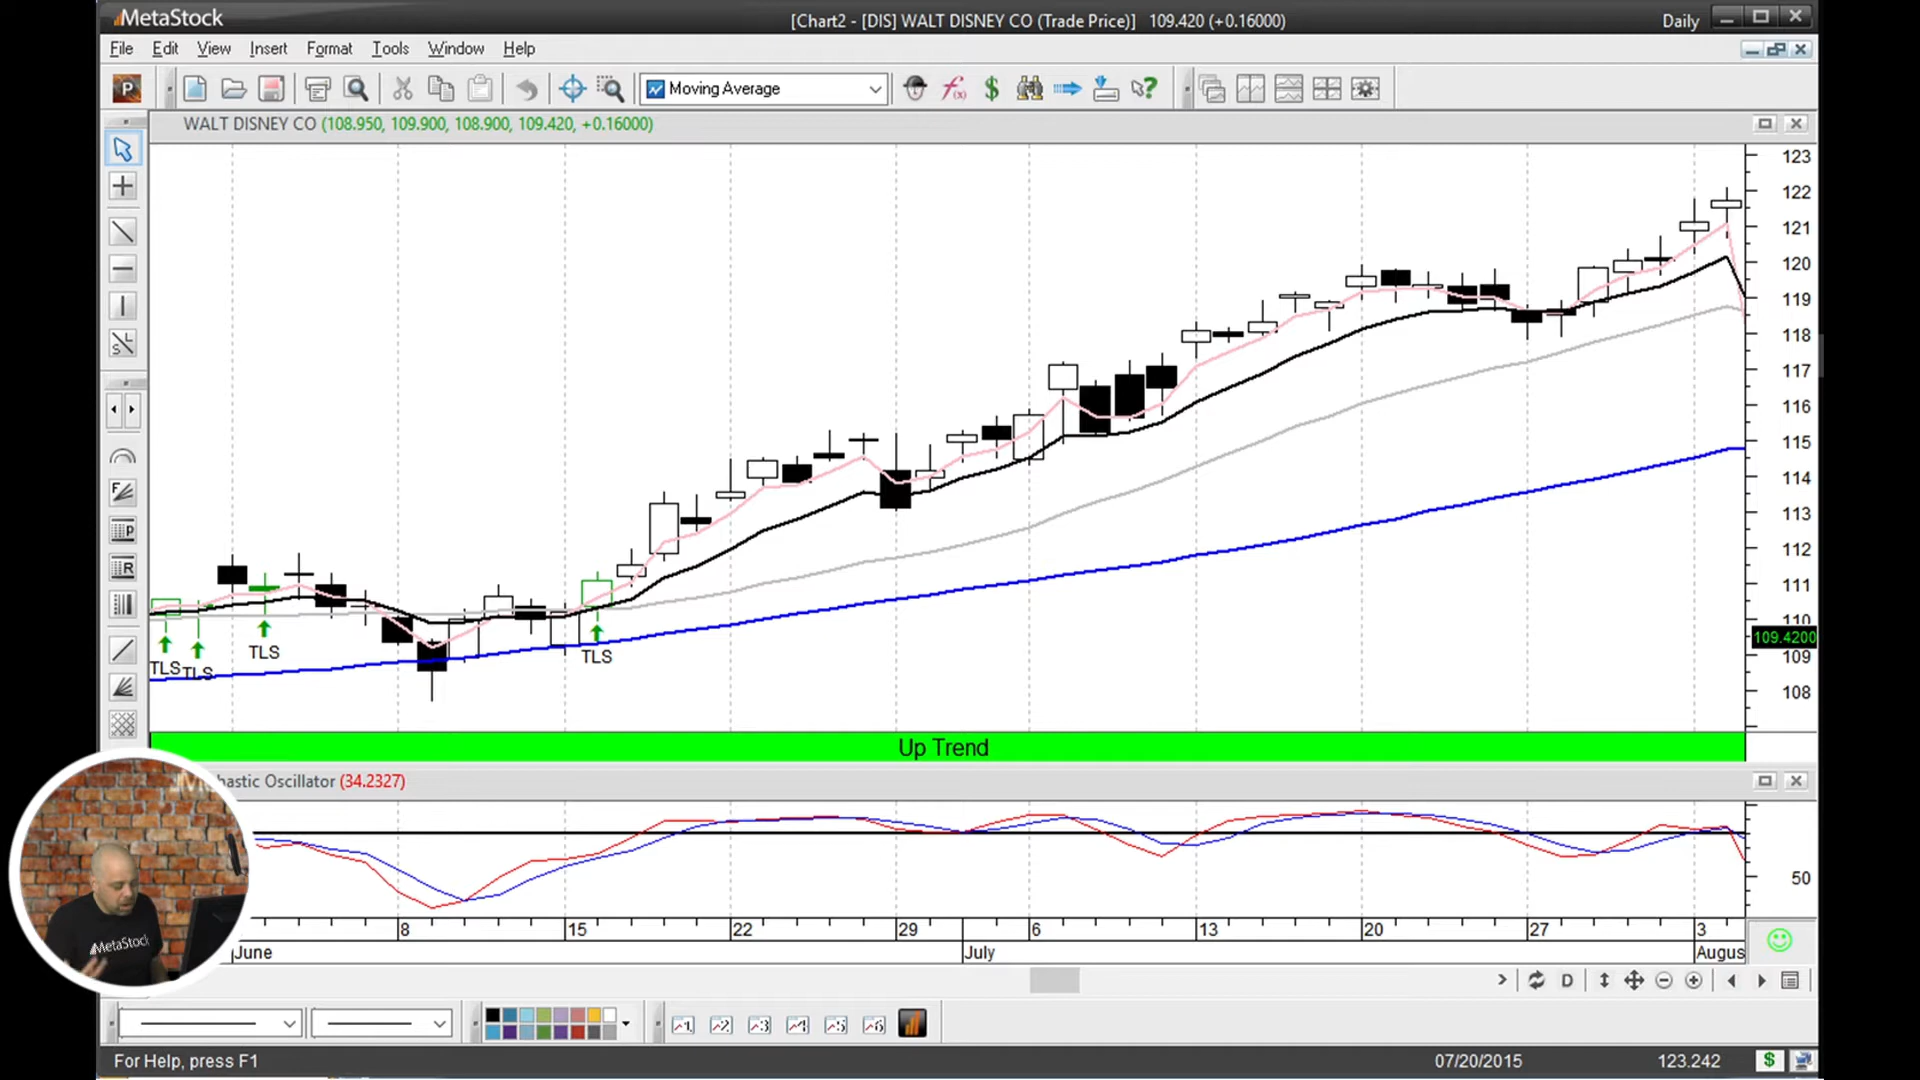 MetaStock
[Chart2 - [DIS] WALT DISNEY CO (Trade Price)] 109.420 (+0.16000)
Daily
File Edit View Insert Format Tools Window Help
P
Moving Average
f(x) $ ?
WALT DISNEY CO (108.950, 109.900, 108.900, 109.420, +0.16000)
123
122
121
120
119
118
117
116
115
114
113
112
111
110
109.4200
109
108
TLS
TLS
TLS
TLS
Up Trend
hastic Oscillator (34.2327)
50
8 15 22 29 6 13 20 27 3
June July Augus
MetaStock
D
For Help, press F1
07/20/2015
123.242
$